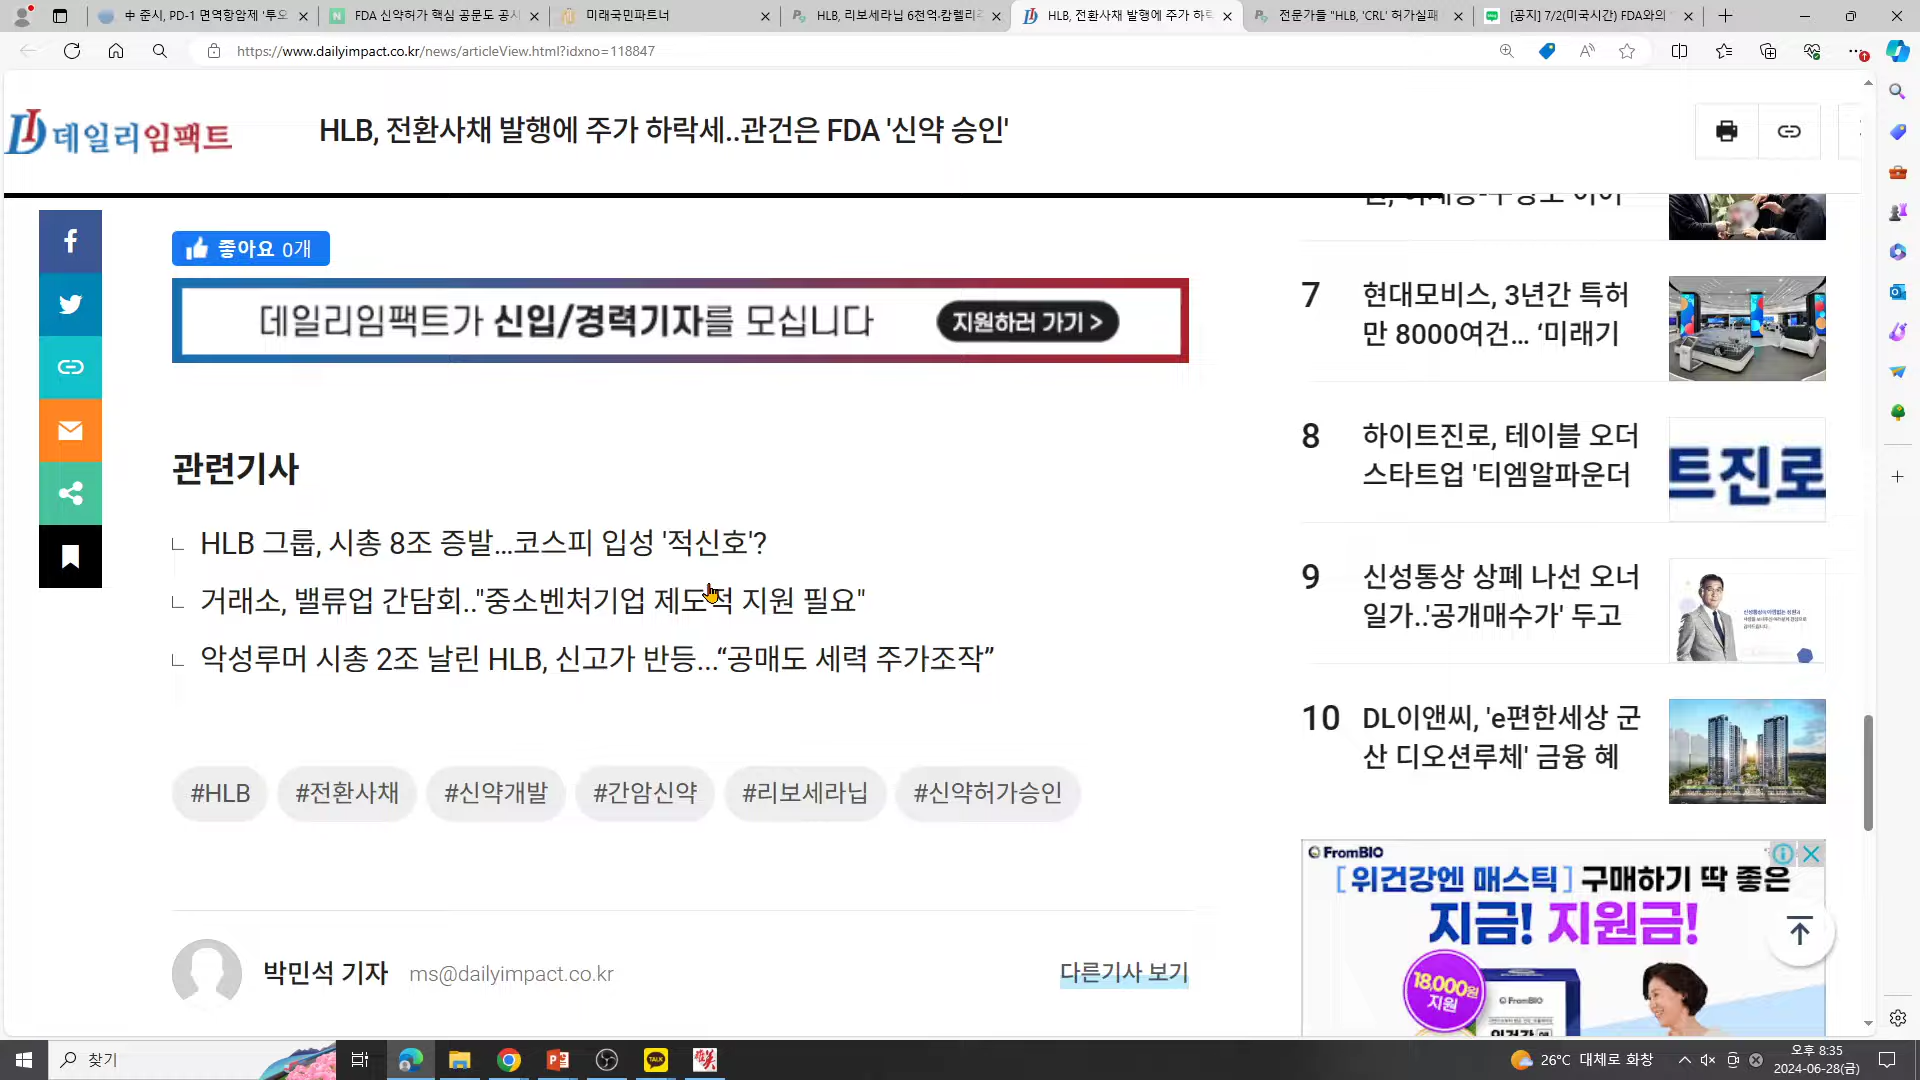 中 준시, PD-1 면역항암제 '투오
FDA 신약허가 핵심 공문도 공시
미래국민파트너
HLB, 리보세라닙 6천억·캄렐리주
HLB, 전환사채 발행에 주가 하락
전문가들 "HLB, 'CRL' 허가실패
[공지] 7/2(미국시간) FDA와의
https://www.dailyimpact.co.kr/news/articleView.html?idxno=118847
데일리임팩트
HLB, 전환사채 발행에 주가 하락세..관건은 FDA '신약 승인'
좋아요 0개
데일리임팩트가 신입/경력기자를 모십니다
지원하러 가기 >
관련기사
HLB 그룹, 시총 8조 증발...코스피 입성 '적신호'?
거래소, 밸류업 간담회.."중소벤처기업 제도적 지원 필요"
악성루머 시총 2조 날린 HLB, 신고가 반등...“공매도 세력 주가조작”
#HLB
#전환사채
#신약개발
#간암신약
#리보세라닙
#신약허가승인
박민석 기자
ms@dailyimpact.co.kr
다른기사 보기
7
현대모비스, 3년간 특허
만 8000여건... ‘미래기
8
하이트진로, 테이블 오더
스타트업 '티엠알파운더
트진로
9
신성통상 상폐 나선 오너
일가..'공개매수가' 두고
10
DL이앤씨, 'e편한세상 군
산 디오션루체' 금융 혜
FromBIO
[위건강엔 매스틱] 구매하기 딱 좋은
지금! 지원금!
18,000원
지원
FromBIO
찾기
TALK
26°C 대체로 화창
오후 8:35
2024-06-28(금)